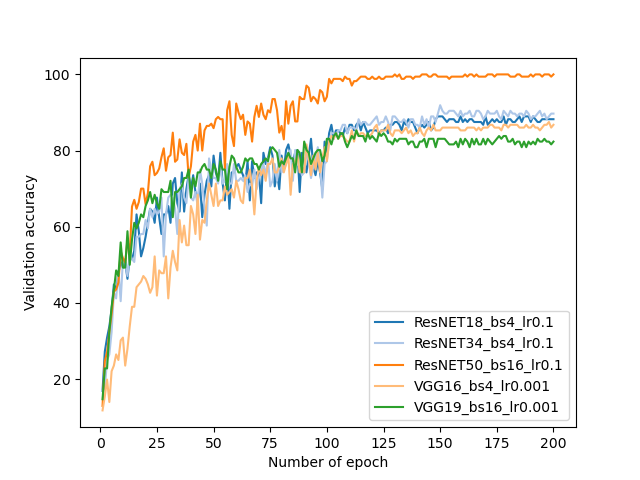 100
80
60
40
20
Validation accuracy
ResNET18_bs4_lr0.1
ResNET34_bs4_lr0.1
ResNET50_bs16_lr0.1
VGG16_bs4_lr0.001
VGG19_bs16_lr0.001
0 25 50 75 100 125 150 175 200
Number of epoch